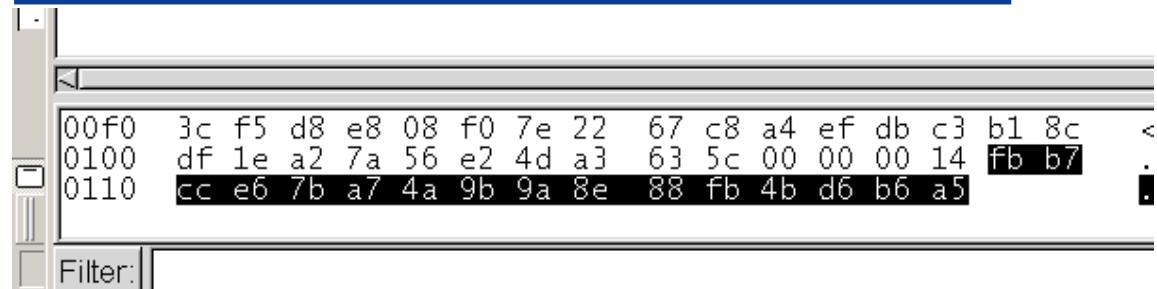 00f0 3c f5 d8 e8 08 f0 7e 22 67 c8 a4 ef db c3 b1 8c <
0100 df 1e a2 7a 56 e2 4d a3 63 5c 00 00 00 14 fb b7 .
0110 cc e6 7b a7 4a 9b 9a 8e 88 fb 4b d6 b6 a5 .
Filter: